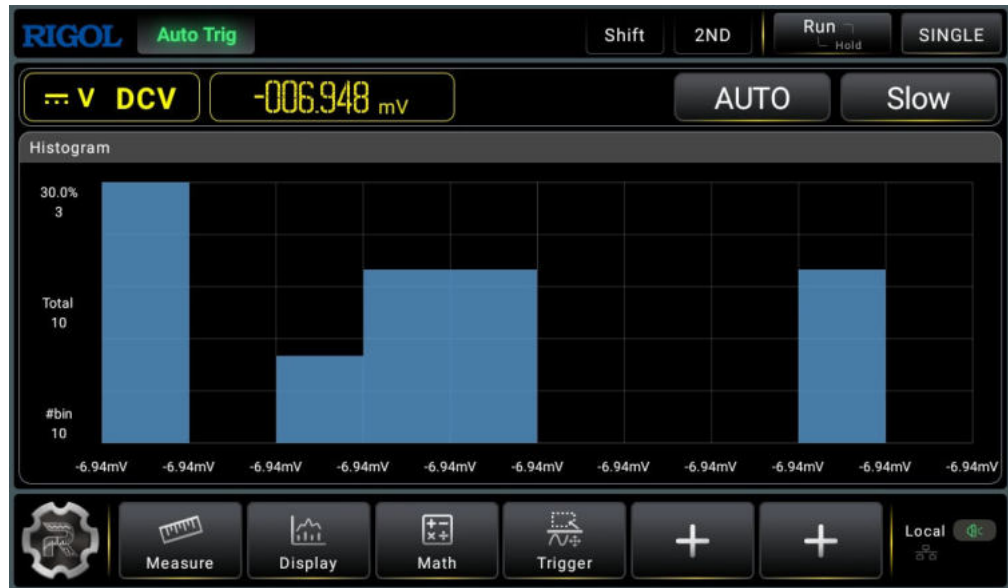 RIGOL Auto Trig Shift 2ND Run Hold SINGLE
V DCV -006.948 mV AUTO Slow
Histogram
30.0%
3
Total
10
#bin
10
-6.94mV -6.94mV -6.94mV -6.94mV -6.94mV -6.94mV -6.94mV -6.94mV -6.94mV -6.94mV -6.94mV
Measure Display Math Trigger + + Local